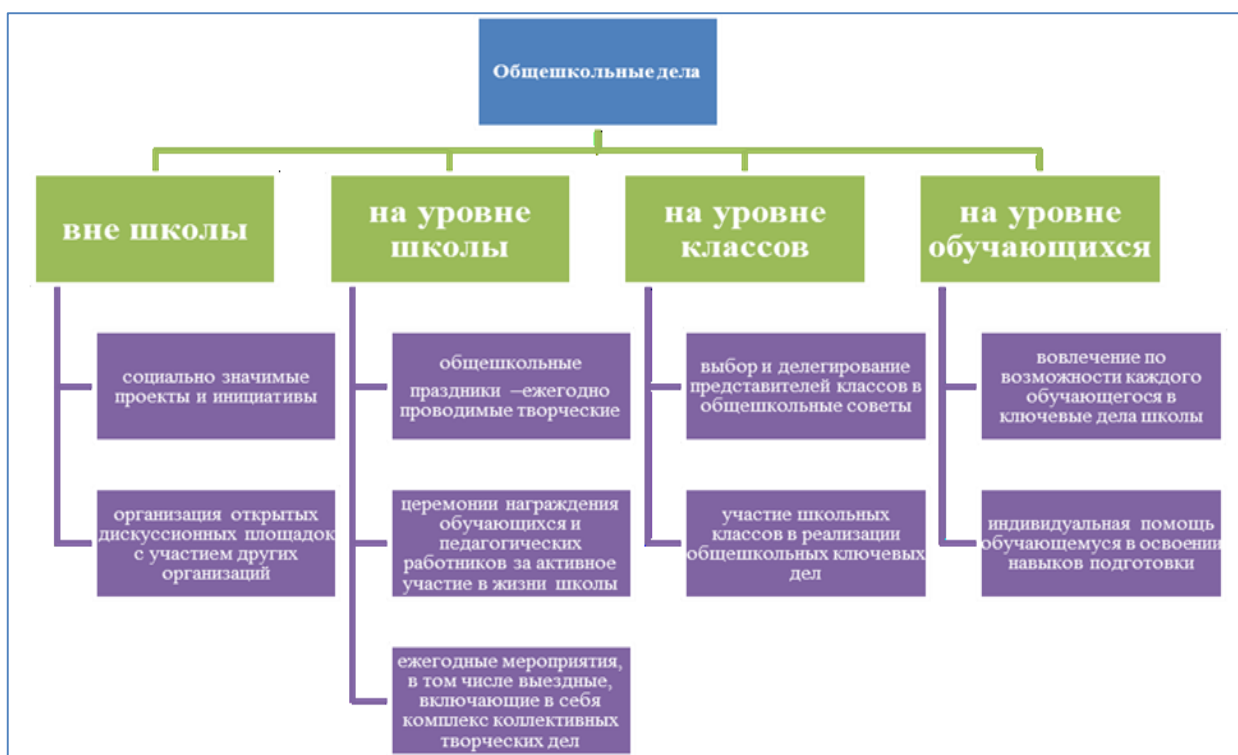 Общешкольные дела
вне школы
социально значимые
проекты и инициативы
организация открытых
дискуссионных площадок
с участием других
организаций
на уровне
школы
общешкольные
праздники –ежегодно
проводимые творческие
церемонии награждения
обучающихся и
педагогических
работников за активное
участие в жизни школы
ежегодные мероприятия,
в том числе выездные,
включающие в себя
комплекс коллективных
творческих дел
на уровне
классов
выбор и делегирование
представителей классов в
общешкольные советы
участие школьных
классов в реализации
общешкольных ключевых
дел
на уровне
обучающихся
вовлечение по
возможности каждого
обучающегося в
ключевые дела школы
индивидуальная помощь
обучающемуся в освоении
навыков подготовки